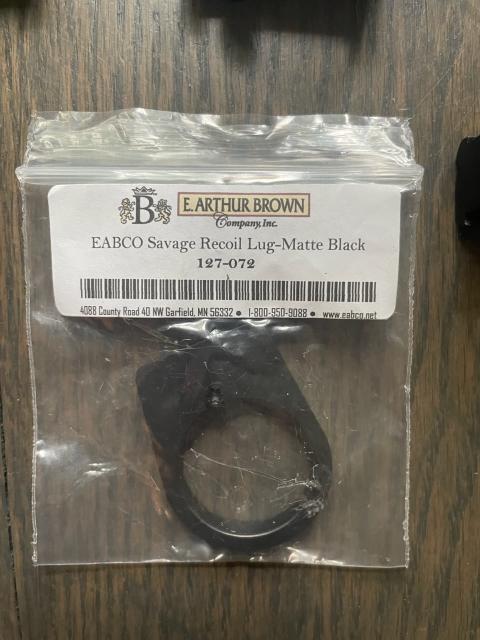 B
E. ARTHUR BROWN
Company, Inc.
EABCO Savage Recoil Lug-Matte Black
127-072
4088 County Road 40 NW Garfield, MN 56332 • 1-800-950-9088 • www.eabco.net